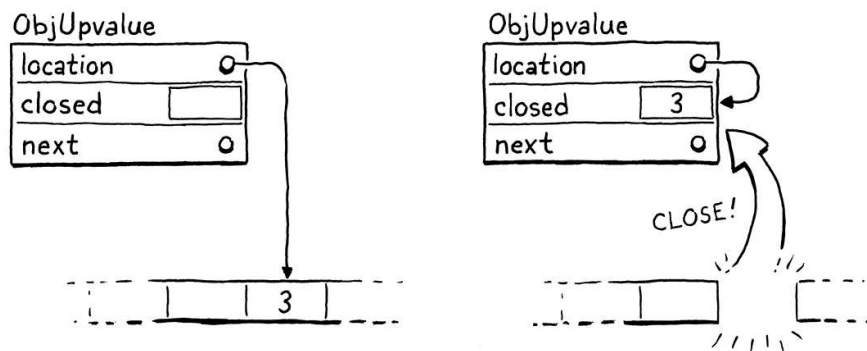 ObjUpvalue
location
closed
next
3
ObjUpvalue
location
closed 3
next
CLOSE!